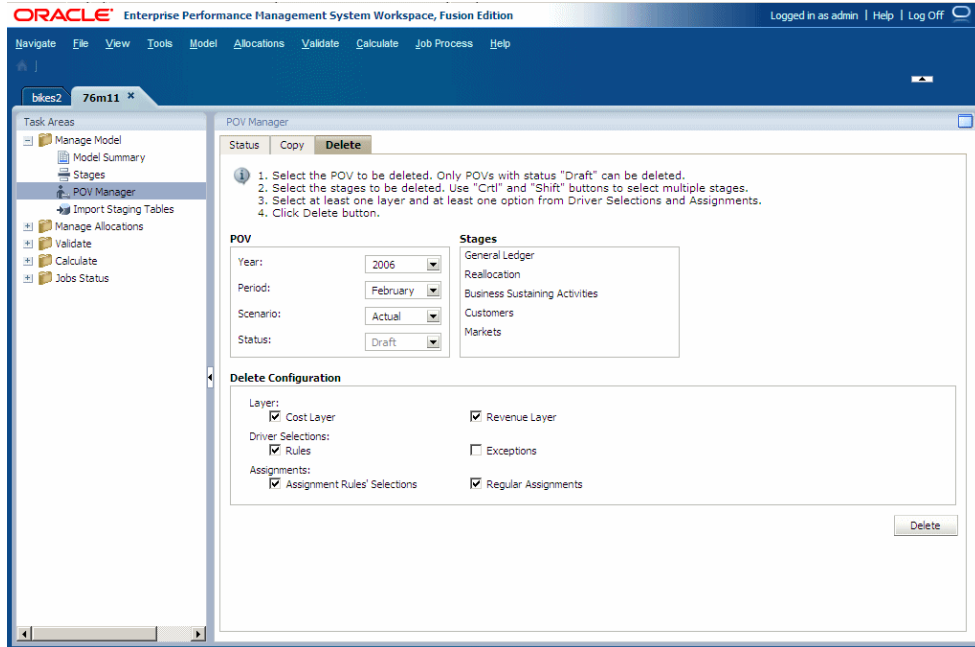 ORACLE Enterprise Performance Management System Workspace, Fusion Edition
Logged in as admin | Help | Log Off
Navigate File View Tools Model Allocations Validate Calculate Job Process Help
bikes2 76m11 ×
Task Areas
Manage Model
Model Summary
Stages
POV Manager
Import Staging Tables
Manage Allocations
Validate
Calculate
Jobs Status
POV Manager
Status Copy Delete
1. Select the POV to be deleted. Only POVs with status "Draft" can be deleted.
2. Select the stages to be deleted. Use "Crtl" and "Shift" buttons to select multiple stages.
3. Select at least one layer and at least one option from Driver Selections and Assignments.
4. Click Delete button.
POV
Year: 2006
Period: February
Scenario: Actual
Status: Draft
Stages
General Ledger
Reallocation
Business Sustaining Activities
Customers
Markets
Delete Configuration
Layer:
Cost Layer Revenue Layer
Driver Selections:
Rules Exceptions
Assignments:
Assignment Rules' Selections Regular Assignments
Delete